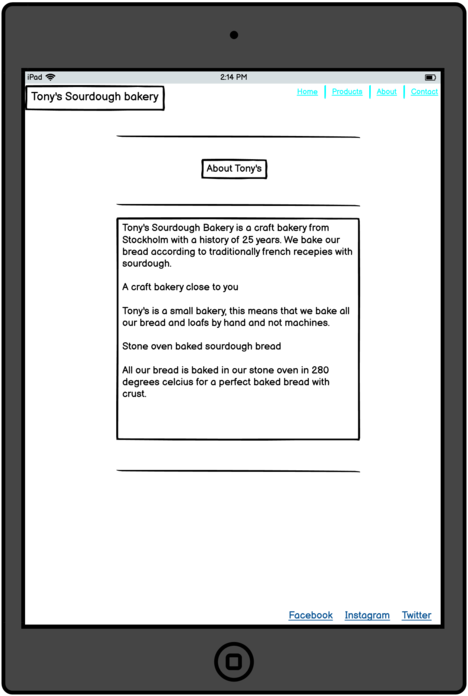 iPad 2:14 PM
Tony's Sourdough bakery
Home Products About Contact
About Tony's
Tony's Sourdough Bakery is a craft bakery from
Stockholm with a history of 25 years. We bake our
bread according to traditionally french recepies with
sourdough.
A craft bakery close to you
Tony's is a small bakery, this means that we bake all
our bread and loafs by hand and not machines.
Stone oven baked sourdough bread
All our bread is baked in our stone oven in 280
degrees celcius for a perfect baked bread with
crust.
Facebook Instagram Twitter